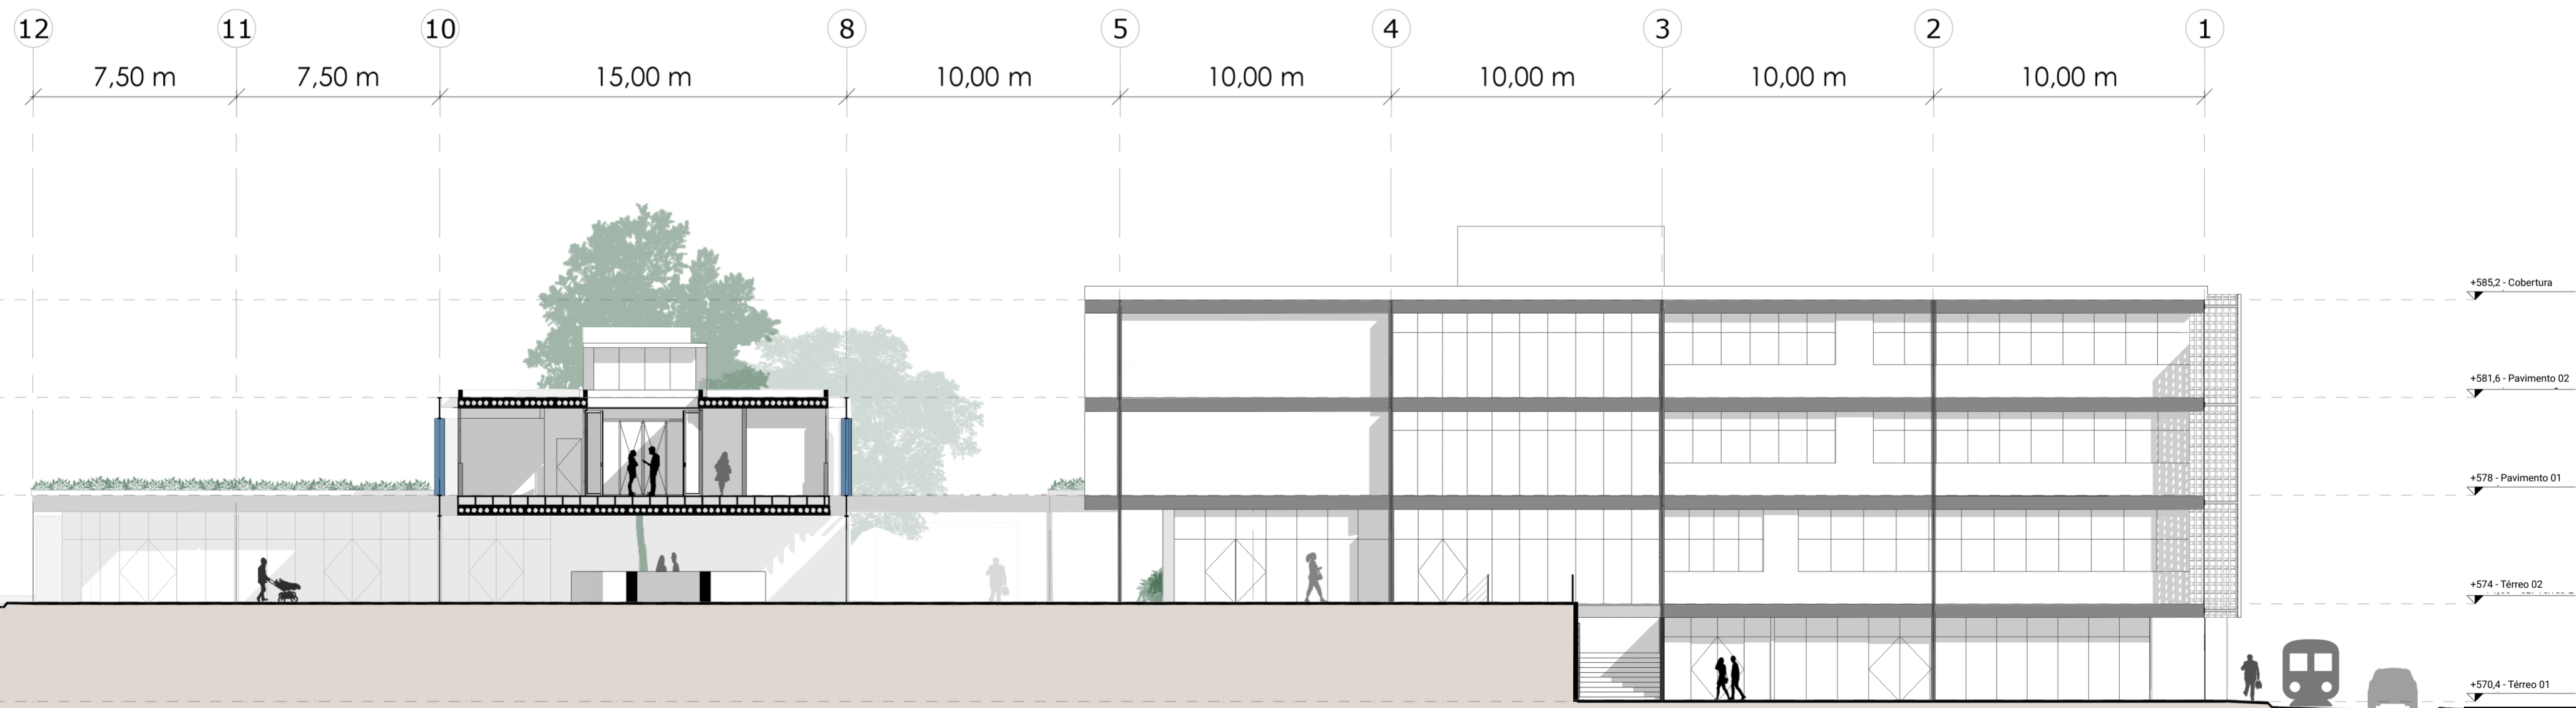 12 11 10 8 5 4 3 2 1
7,50 m 7,50 m 15,00 m 10,00 m 10,00 m 10,00 m 10,00 m 10,00 m
+585,2 - Cobertura
+581,6 - Pavimento 02
+578 - Pavimento 01
+574 - Térreo 02
+570,4 - Térreo 01